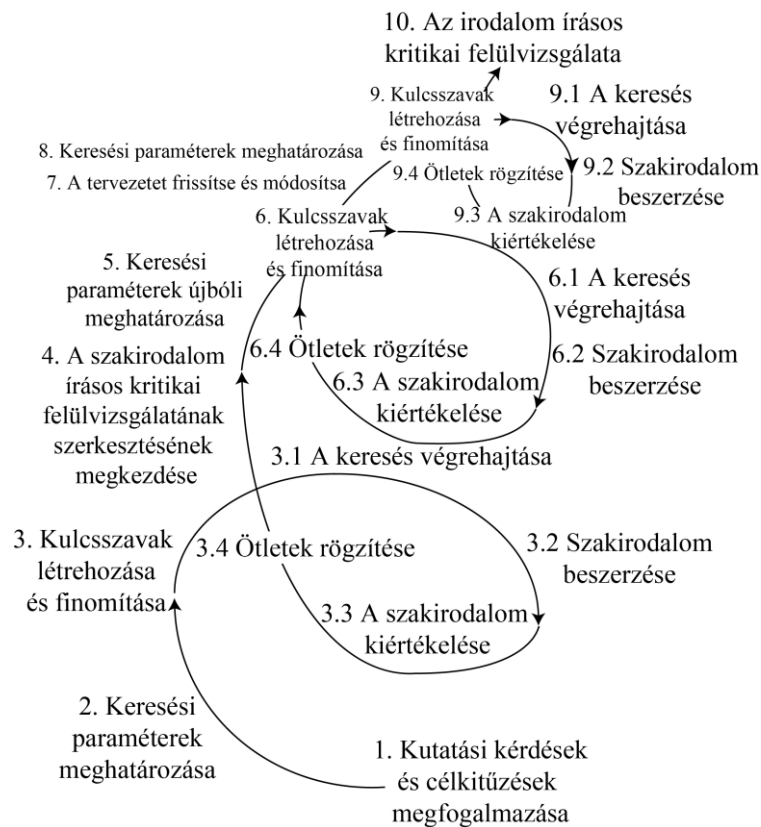 10. Az irodalom írásos
kritikai felülvizsgálata
9. Kulcsszavak
létrehozása
és finomítása
9.1 A keresés
végrehajtása
8. Keresési paraméterek meghatározása
9.4 Ötletek rögzítése
9.2 Szakirodalom
beszerzése
7. A tervezetet frissítse és módosítsa
9.3 A szakirodalom
kiértékelése
6. Kulcsszavak
létrehozása
és finomítása
5. Keresési
paraméterek újbóli
meghatározása
6.1 A keresés
végrehajtása
6.4 Ötletek rögzítése
6.2 Szakirodalom
beszerzése
4. A szakirodalom
írásos kritikai
felülvizsgálatának
szerkesztésének
megkezdése
6.3 A szakirodalom
kiértékelése
3.1 A keresés végrehajtása
3. Kulcsszavak
létrehozása
és finomítása
3.4 Ötletek rögzítése
3.2 Szakirodalom
beszerzése
3.3 A szakirodalom
kiértékelése
2. Keresési
paraméterek
meghatározása
1. Kutatási kérdések
és célkitűzések
megfogalmazása